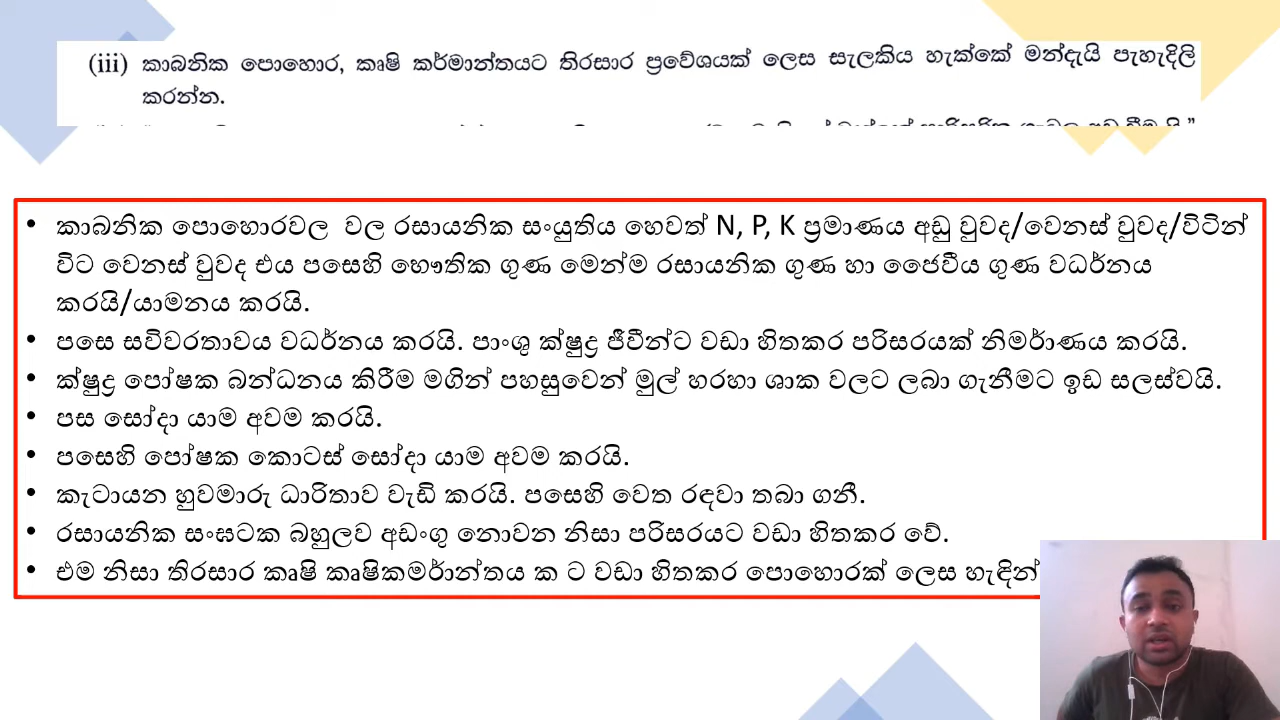 (iii) කාබනික පොහොර, කෘෂි කර්මාන්තයට තිරසාර ප්‍රවේශයක් ලෙස සැලකිය හැක්කේ මන්දැයි පැහැදිලි
කරන්න.
• කාබනික පොහොරවල වල රසායනික සංයුතිය හෙවත් N, P, K ප්‍රමාණය අඩු වුවද/වෙනස් වුවද/විටින්
විට වෙනස් වුවද එය පසෙහි භෞතික ගුණ මෙන්ම රසායනික ගුණ හා ජෛවීය ගුණ වර්ධනය
කරයි/යාමනය කරයි.
• පසෙ සවිවරතාවය වර්ධනය කරයි. පාංශු ක්ෂුද්‍ර ජීවීන්ට වඩා හිතකර පරිසරයක් නිර්මාණය කරයි.
• ක්ෂුද්‍ර පෝෂක බන්ධනය කිරීම මගින් පහසුවෙන් මුල් හරහා ශාක වලට ලබා ගැනීමට ඉඩ සලස්වයි.
• පස සෝදා යාම අවම කරයි.
• පසෙහි පෝෂක කොටස් සෝදා යාම අවම කරයි.
• කැටායන හුවමාරු ධාරිතාව වැඩි කරයි. පසෙහි වෙත රඳවා තබා ගනී.
• රසායනික සංඝටක බහුලව අඩංගු නොවන නිසා පරිසරයට වඩා හිතකර වේ.
• එම නිසා තිරසාර කෘෂි කෘෂිකර්මාන්තය ක ට වඩා හිතකර පොහොරක් ලෙස